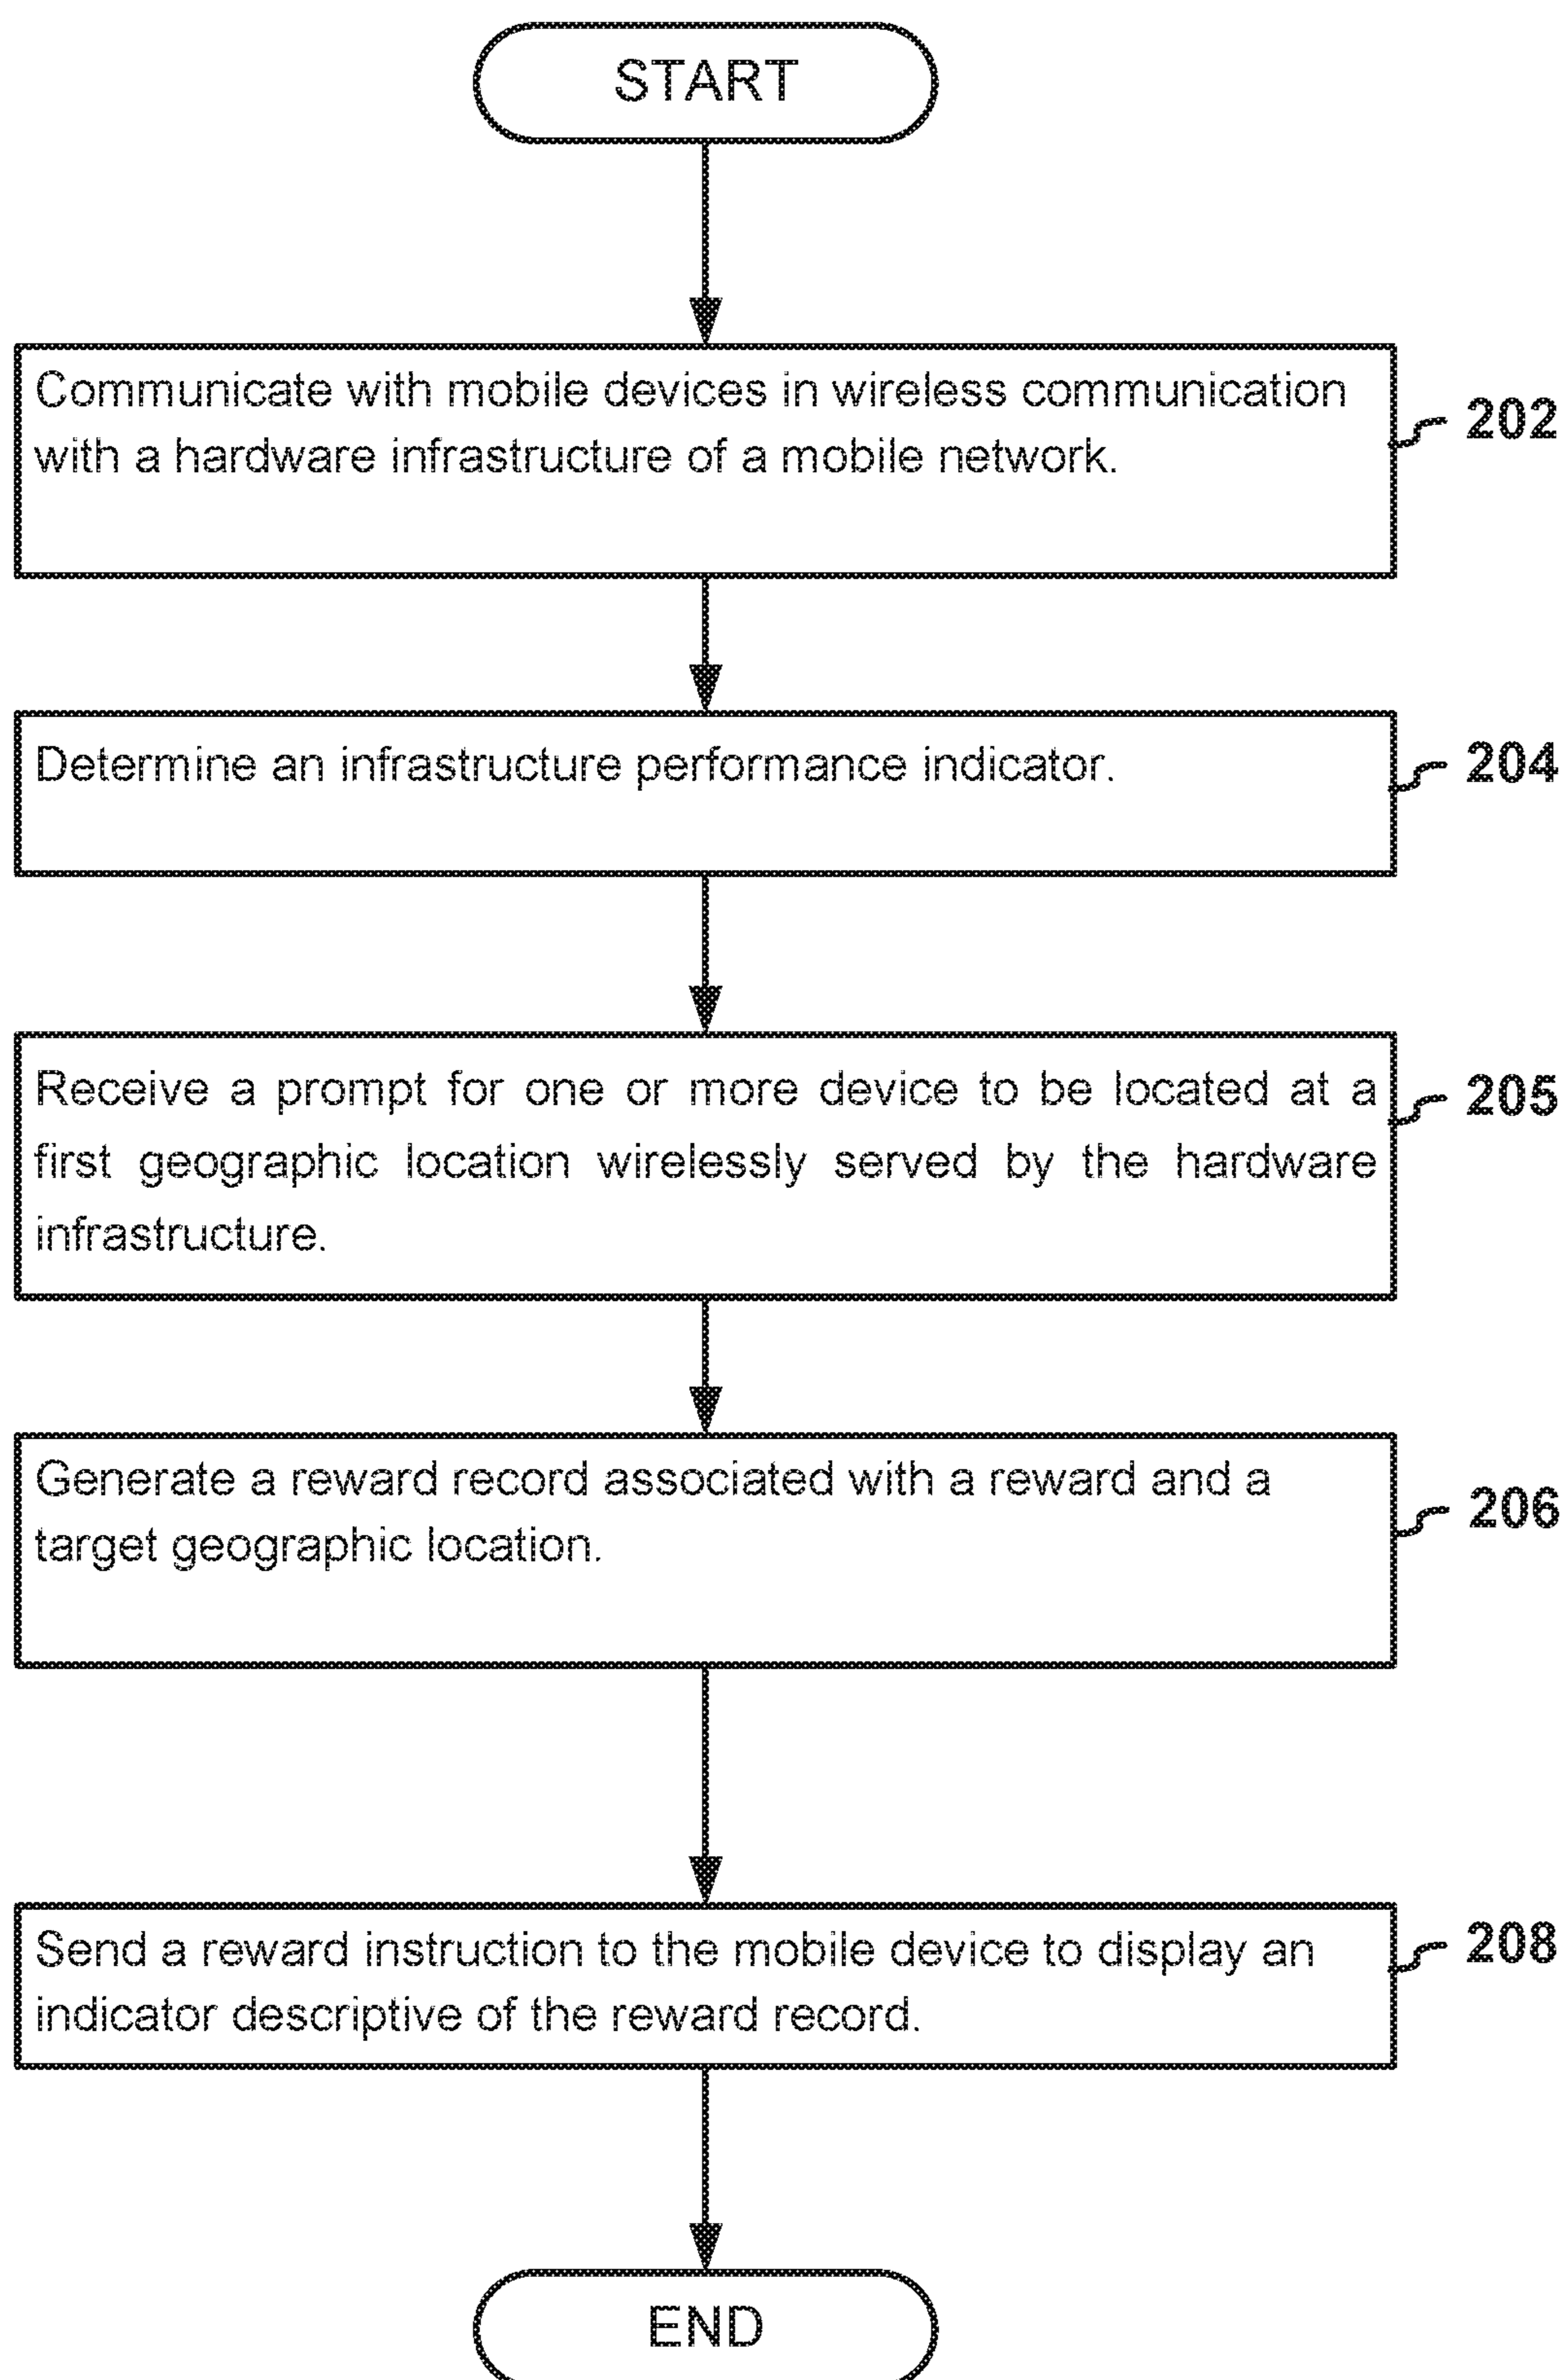 START
Communicate with mobile devices in wireless communication
with a hardware infrastructure of a mobile network.
202
Determine an infrastructure performance indicator.
204
Receive a prompt for one or more device to be located at a
first geographic location wirelessly served by the hardware
infrastructure.
205
Generate a reward record associated with a reward and a
target geographic location.
206
Send a reward instruction to the mobile device to display an
indicator descriptive of the reward record.
208
END